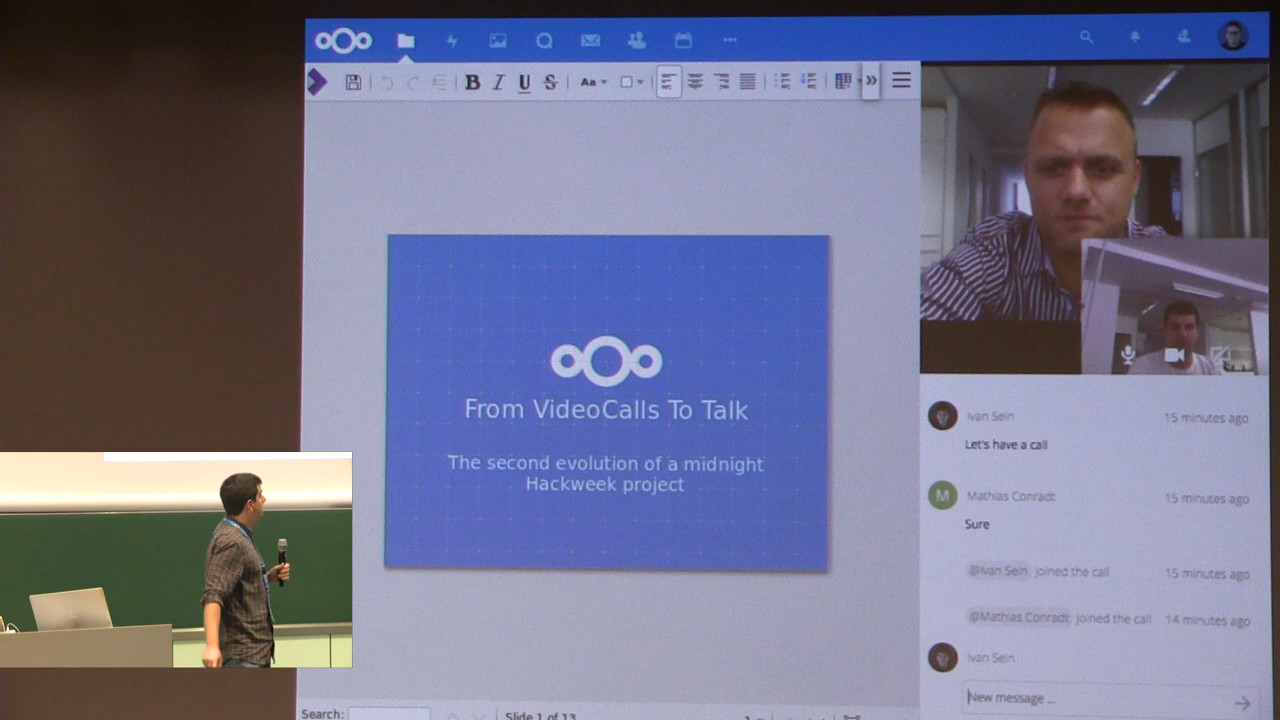 B I U S Aa
From VideoCalls To Talk
The second evolution of a midnight
Hackweek project
Ivan Sein 15 minutes ago
Let's have a call
M Mathias Conradt 15 minutes ago
Sure
@Ivan Sein joined the call 15 minutes ago
@Mathias Conradt joined the call 14 minutes ago
Ivan Sein
New message ...
Search: Slide 1 of 13